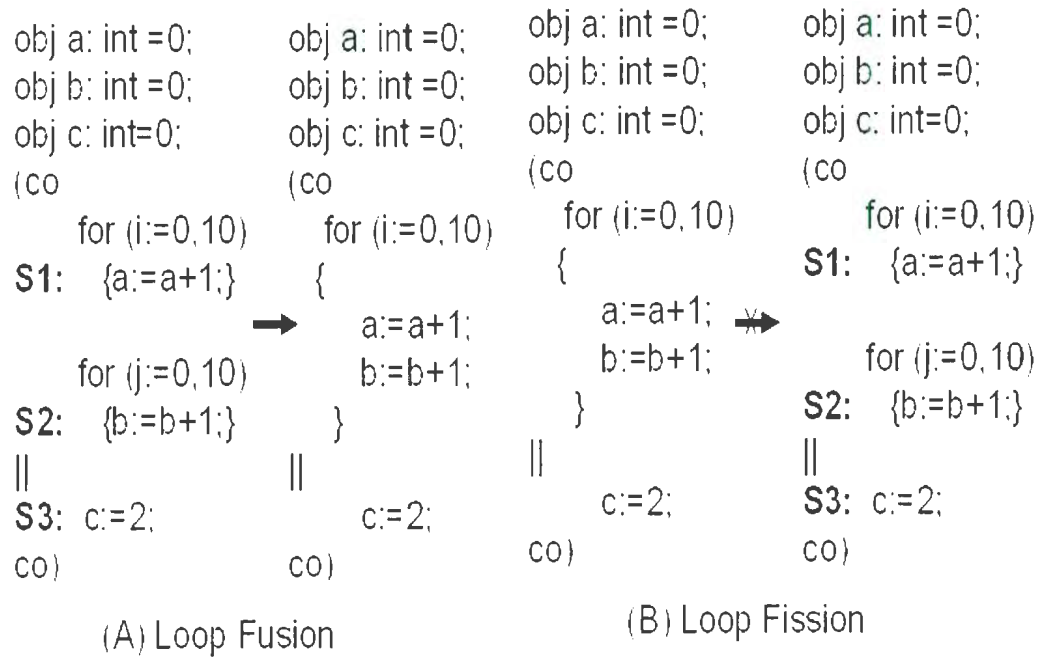 obj a: int =0;
obj b: int =0;
obj c: int=0;
(co
for (i:=0,10)
S1: {a:=a+1;}
for (j:=0,10)
S2: {b:=b+1;}
||
S3: c:=2;
co)
obj a: int =0;
obj b: int =0;
obj c: int =0;
(co
for (i:=0,10)
{
a:=a+1;
b:=b+1;
}
||
c:=2;
co)
(A) Loop Fusion
obj a: int =0;
obj b: int =0;
obj c: int =0;
(co
for (i:=0,10)
{
a:=a+1;
b:=b+1;
}
||
c:=2;
co)
obj a: int =0;
obj b: int =0;
obj c: int=0;
(co
for (i:=0,10)
S1: {a:=a+1;}
for (j:=0,10)
S2: {b:=b+1;}
||
S3: c:=2;
co)
(B) Loop Fission